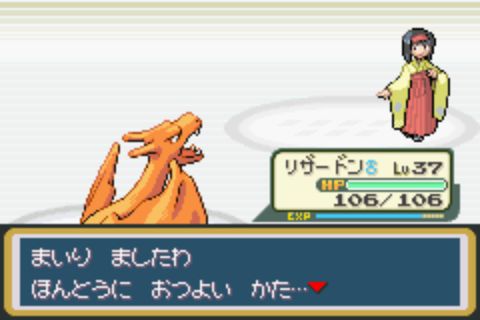 リザードン♂ Lv37
HP
106/106
EXP
まいり ましたわ
ほんとうに おつよい かた…